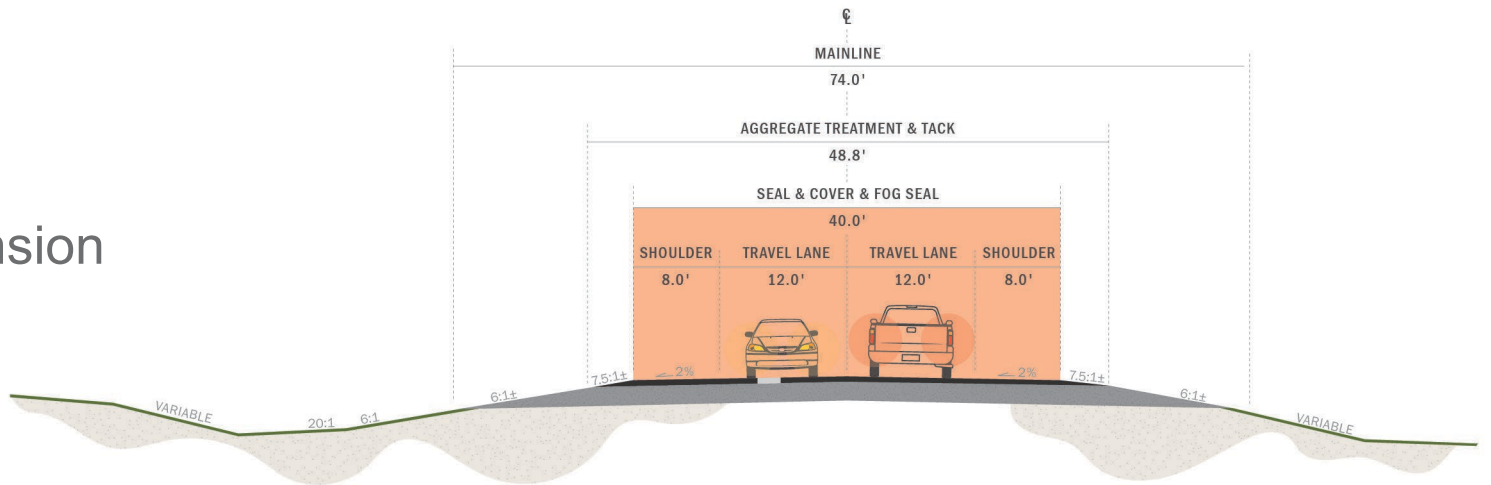 ℄
MAINLINE
74.0'
AGGREGATE TREATMENT & TACK
48.8'
SEAL & COVER & FOG SEAL
40.0'
SHOULDER TRAVEL LANE TRAVEL LANE SHOULDER
8.0' 12.0' 12.0' 8.0'
VARIABLE 20:1 6:1 6:1± 7.5:1± 2% 2% 7.5:1± 6:1± VARIABLE